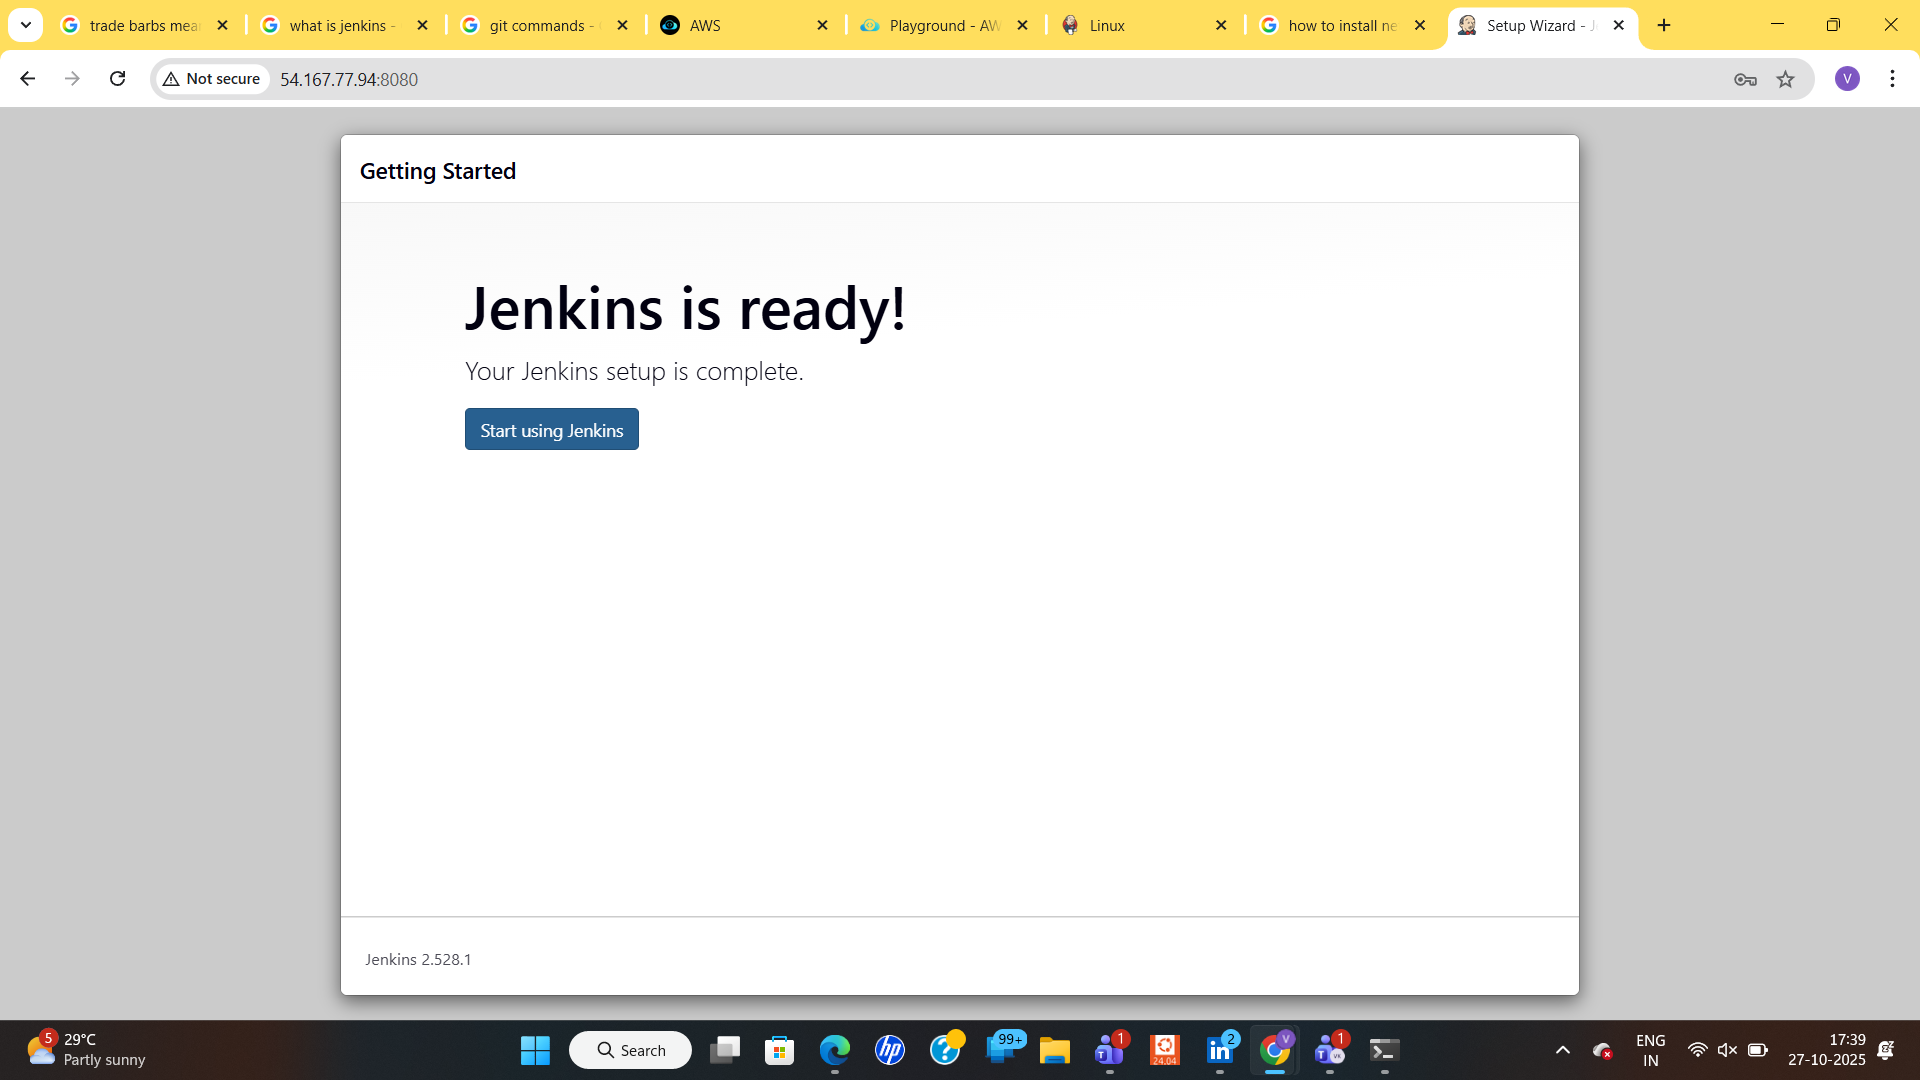 trade barbs mea
what is jenkins -
git commands -
AWS
Playground - AW
Linux
how to install ne
Setup Wizard - J
Not secure
54.167.77.94:8080
V
Getting Started
Jenkins is ready!
Your Jenkins setup is complete.
Start using Jenkins
Jenkins 2.528.1
5
29°C
Partly sunny
Search
hp
?
99+
T
1
24.04
in
2
V
T
VK
1
ENG
IN
17:39
27-10-2025